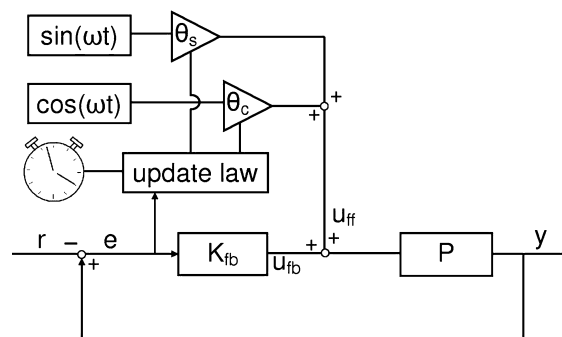 sin(ωt)
θs
cos(ωt)
θc
+
+
update law
uff
r
−
e
+
Kfb
ufb
+
+
P
y